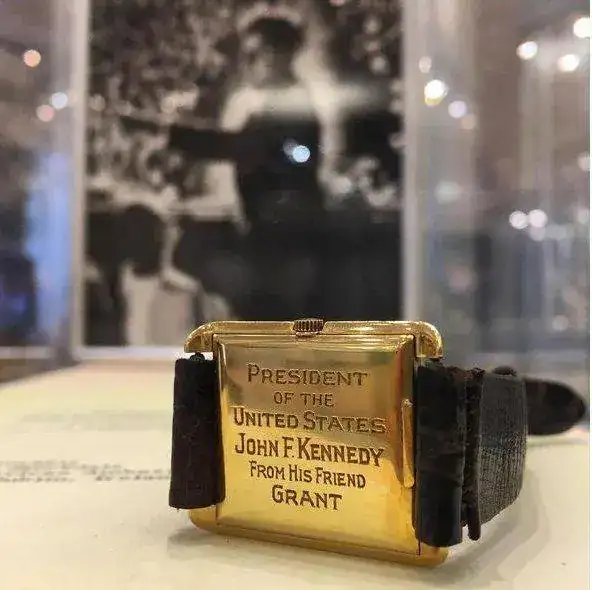 PRESIDENT
OF THE
UNITED STATES
JOHN F. KENNEDY
FROM HIS FRIEND
GRANT